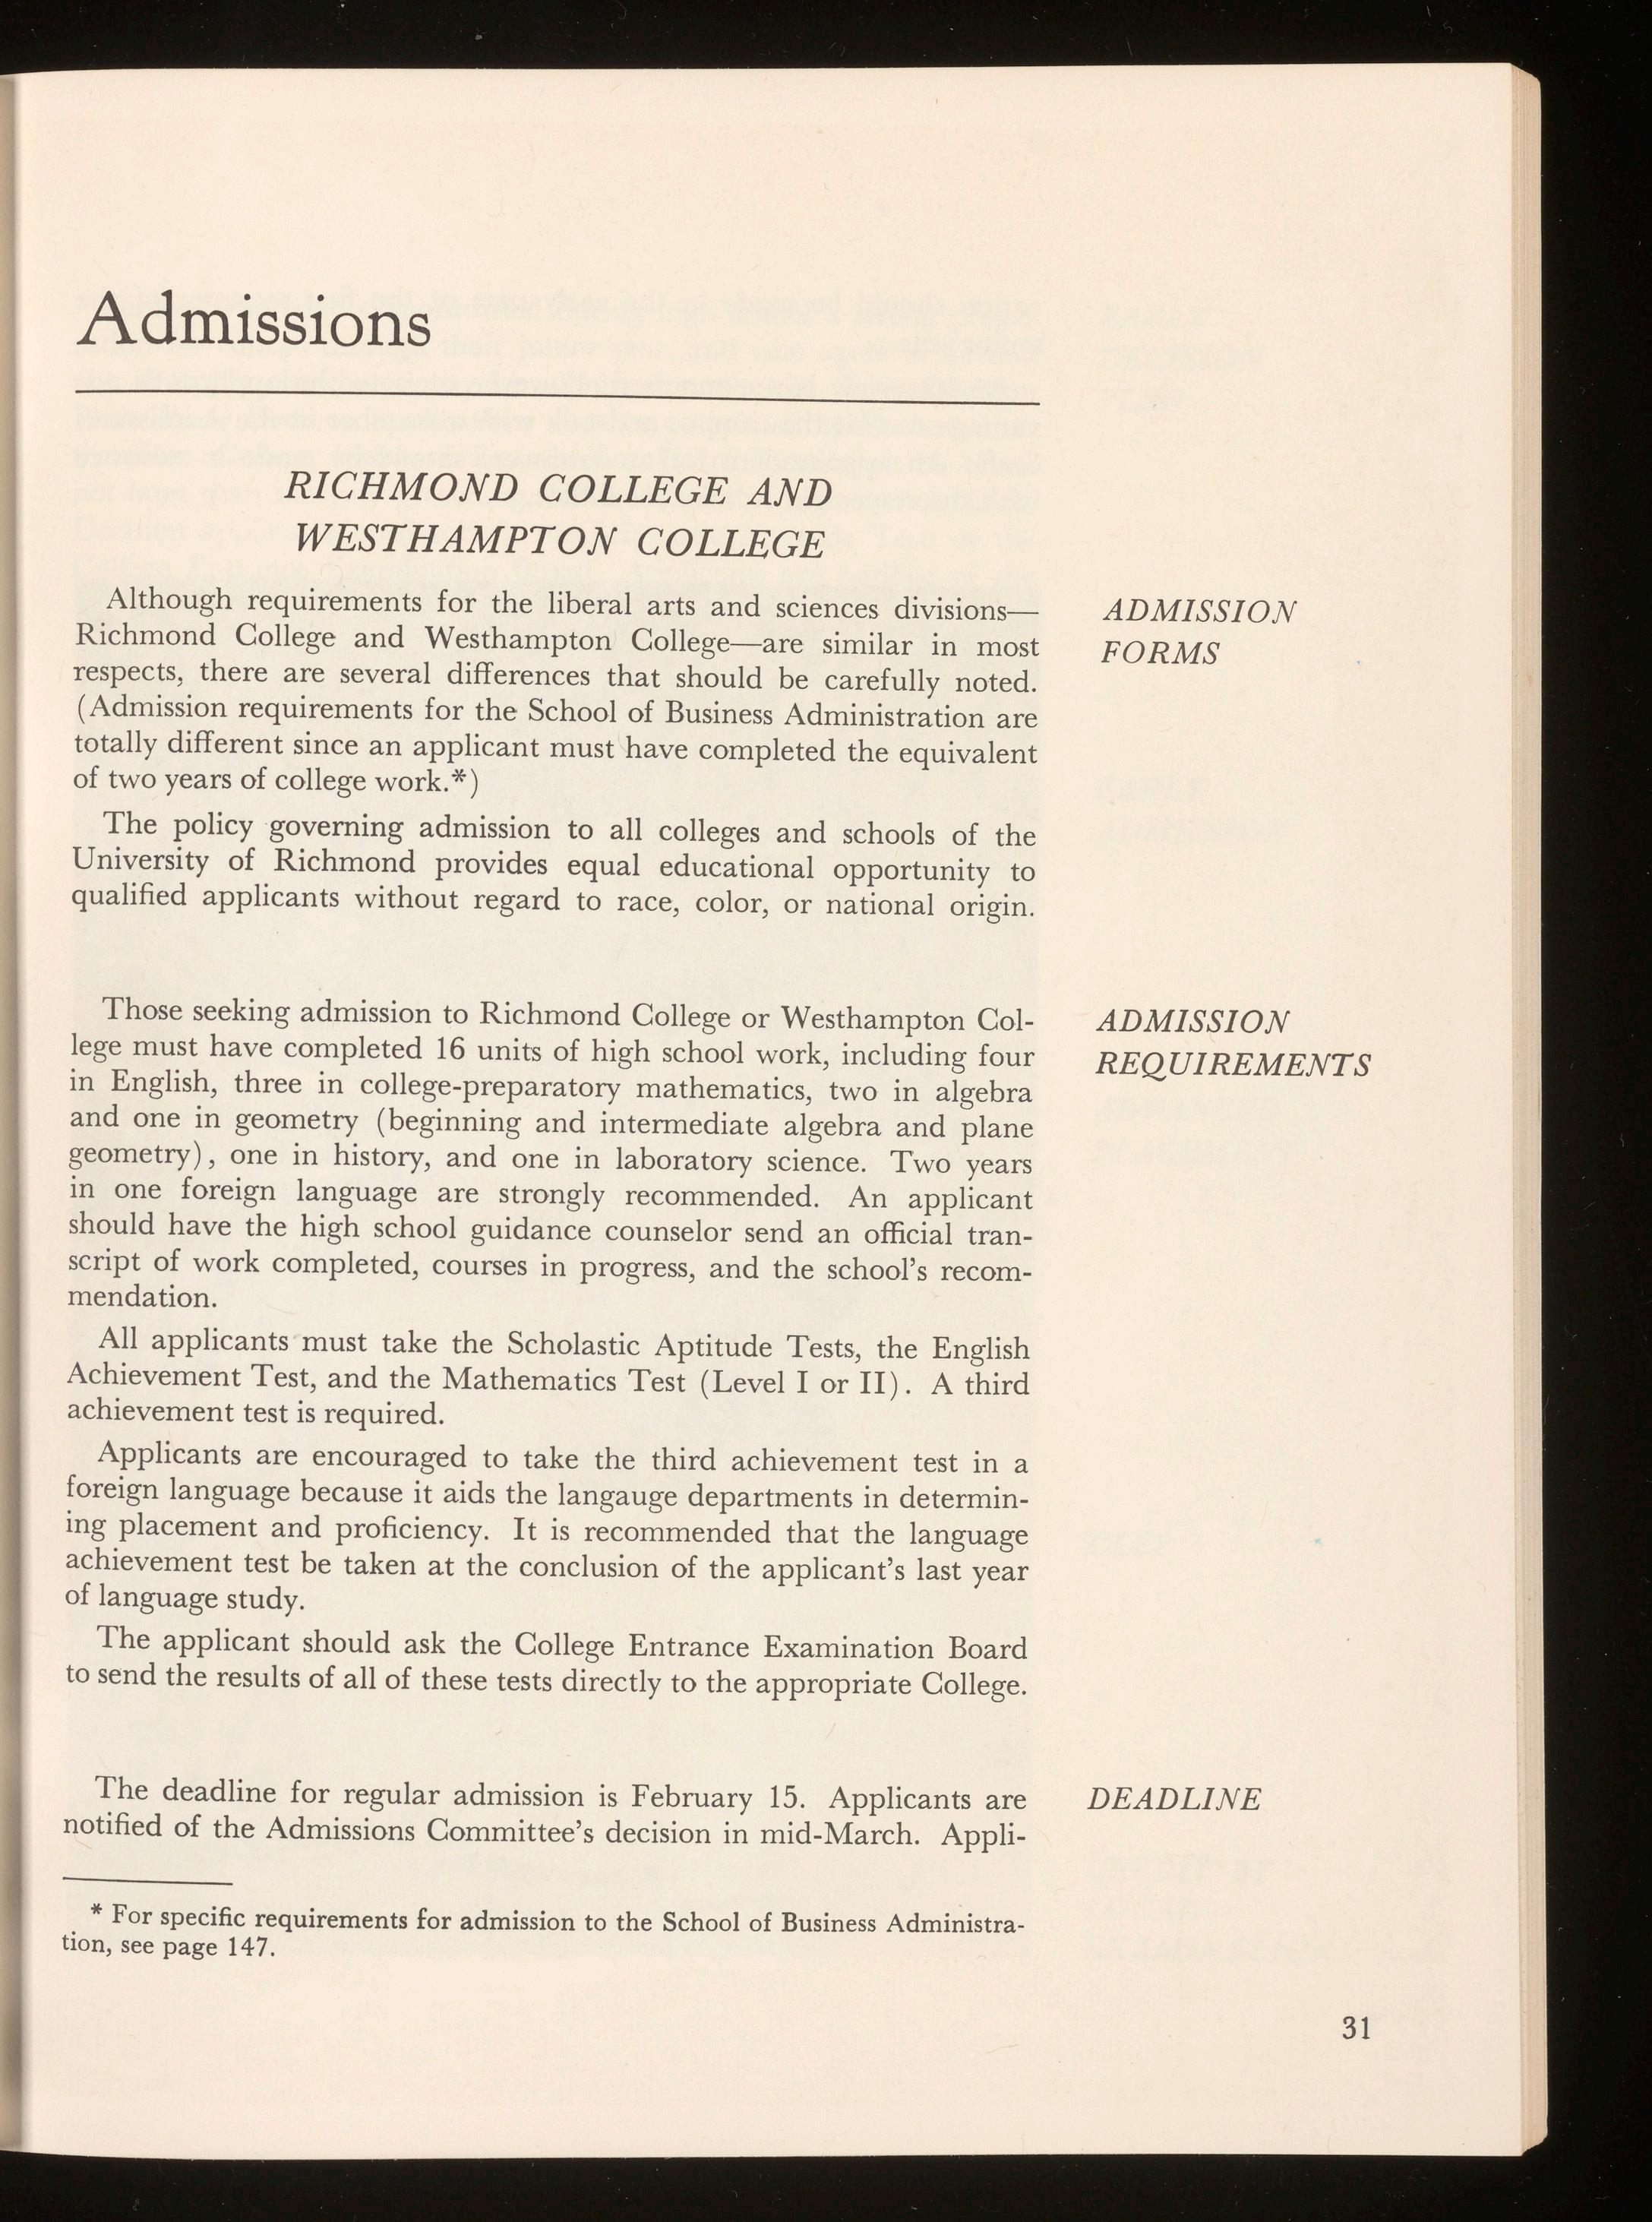 Admissions
RICHMOND COLLEGE AND
WESTHAMPTON COLLEGE
ADMISSION
FORMS
Although requirements for the liberal arts and sciences divisions—
Richmond College and Westhampton College—are similar in most
respects, there are several differences that should be carefully noted.
(Admission requirements for the School of Business Administration are
totally different since an applicant must have completed the equivalent
of two years of college work.*)
The policy governing admission to all colleges and schools of the
University of Richmond provides equal educational opportunity to
qualified applicants without regard to race, color, or national origin.
ADMISSION
REQUIREMENTS
Those seeking admission to Richmond College or Westhampton Col-
lege must have completed 16 units of high school work, including four
in English, three in college-preparatory mathematics, two in algebra
and one in geometry (beginning and intermediate algebra and plane
geometry), one in history, and one in laboratory science. Two years
in one foreign language are strongly recommended. An applicant
should have the high school guidance counselor send an official tran-
script of work completed, courses in progress, and the school's recom-
mendation.
All applicants must take the Scholastic Aptitude Tests, the English
Achievement Test, and the Mathematics Test (Level I or II). A third
achievement test is required.
Applicants are encouraged to take the third achievement test in a
foreign language because it aids the langauge departments in determin-
ing placement and proficiency. It is recommended that the language
achievement test be taken at the conclusion of the applicant's last year
of language study.
The applicant should ask the College Entrance Examination Board
to send the results of all of these tests directly to the appropriate College.
DEADLINE
The deadline for regular admission is February 15. Applicants are
notified of the Admissions Committee's decision in mid-March. Appli-
* For specific requirements for admission to the School of Business Administra-
tion, see page 147.
31